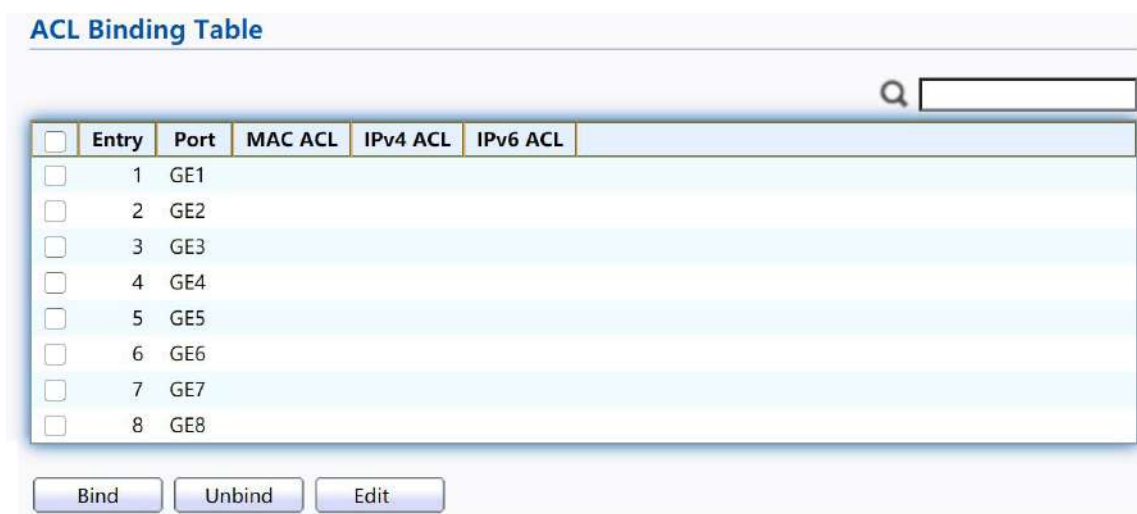 ACL Binding Table
Entry Port MAC ACL IPv4 ACL IPv6 ACL
1 GE1
2 GE2
3 GE3
4 GE4
5 GE5
6 GE6
7 GE7
8 GE8
Bind Unbind Edit